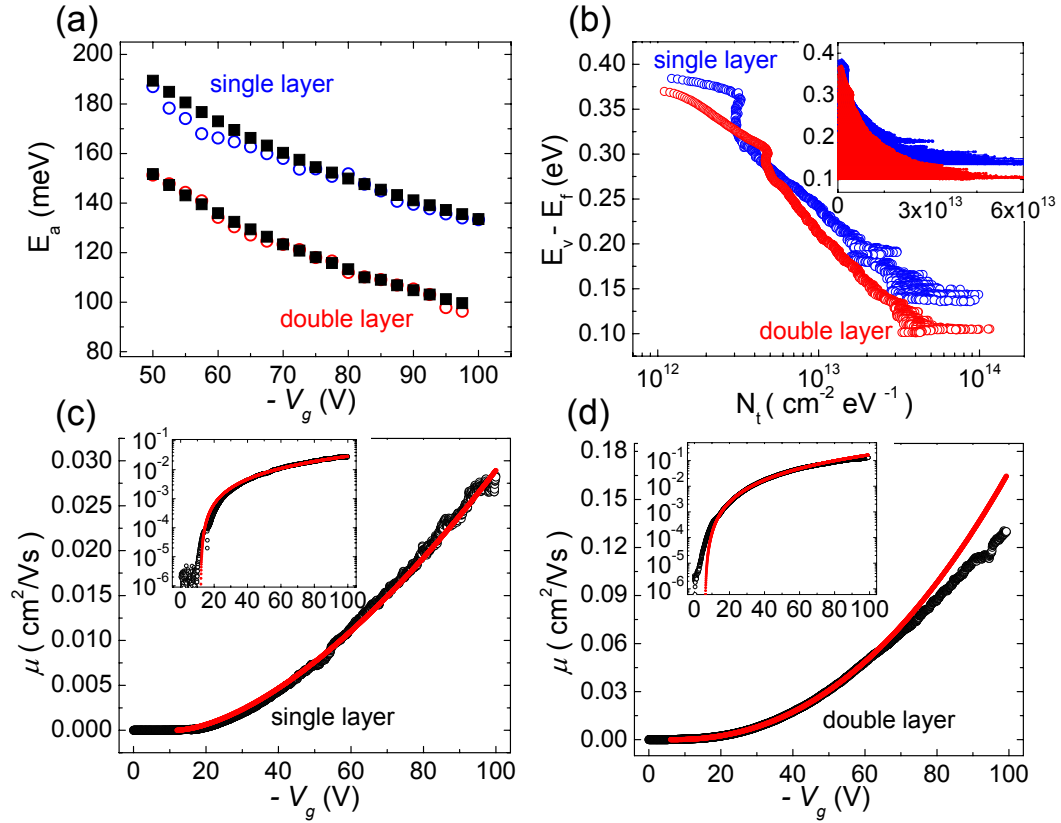 (a)
200
180
160
140
120
100
80
E_a (meV)
single layer
double layer
50 60 70 80 90 100
- V_g (V)
(b)
0.40
0.35
0.30
0.25
0.20
0.15
0.10
E_v - E_f (eV)
single layer
double layer
0.4
0.3
0.2
0.1
0 3x10^13 6x10^13
10^12 10^13 10^14
N_t ( cm^-2 eV^-1 )
(c)
0.030
0.025
0.020
0.015
0.010
0.005
0.000
μ ( cm^2/Vs)
10^-1
10^-2
10^-3
10^-4
10^-5
10^-6
0 20 40 60 80 100
single layer
0 20 40 60 80 100
- V_g (V)
(d)
0.18
0.15
0.12
0.09
0.06
0.03
0.00
μ ( cm^2/Vs)
10^-1
10^-2
10^-3
10^-4
10^-5
10^-6
0 20 40 60 80 100
double layer
0 20 40 60 80 100
- V_g (V)